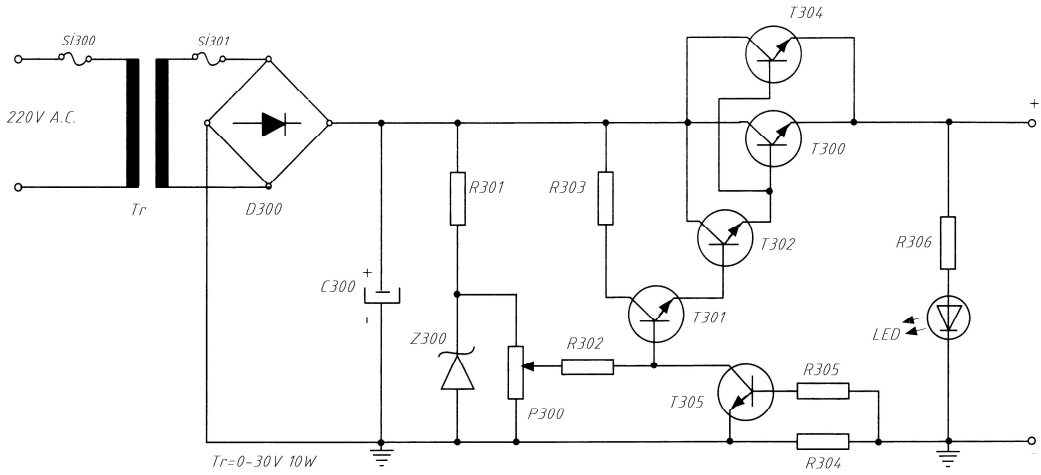 Si300
Si301
T304
220V A.C.
+
T300
R301
R303
Tr
D300
T302
R306
C300
+
-
T301
LED
Z300
R302
R305
P300
T305
Tr=0-30V 10W
R304
-